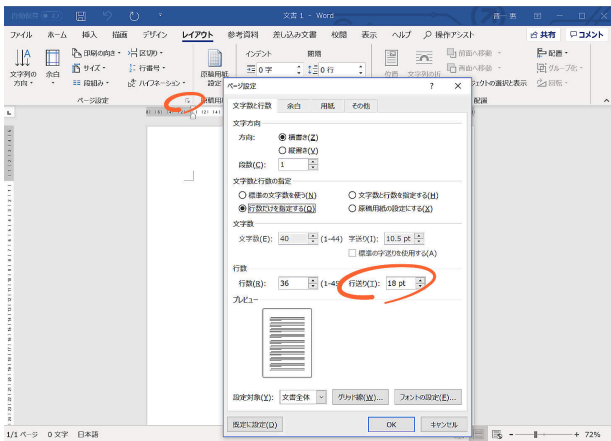 文書 1 - Word
ファイル ホーム 挿入 描画 デザイン レイアウト 参考資料 差し込み文書 校閲 表示 ヘルプ 操作アシスト 共有 コメント
文字列の方向 余白 印刷の向き サイズ 段組み 区切り 行番号 ハイフネーション
原稿用紙設定
インデント 間隔
0 字 0 行
位置 文字列の折 前面へ移動 背面へ移動 オブジェクトの選択と表示
配置 グループ化 回転
ページ設定 原稿用 配置
ページ設定 ? ×
文字数と行数 余白 用紙 その他
文字方向
方向: 横書き(Z)
縦書き(V)
段数(C): 1
文字数と行数の指定
標準の文字数を使う(N) 文字数と行数を指定する(H)
行数だけを指定する(O) 原稿用紙の設定にする(X)
文字数
文字数(E): 40 (1-44) 字送り(I): 10.5 pt
標準の字送りを使用する(A)
行数
行数(R): 36 (1-45) 行送り(T): 18 pt
プレビュー
設定対象(Y): 文書全体 グリッド線(W)... フォントの設定(F)...
既定に設定(D) OK キャンセル
1/1 ページ 0 文字 日本語 72%